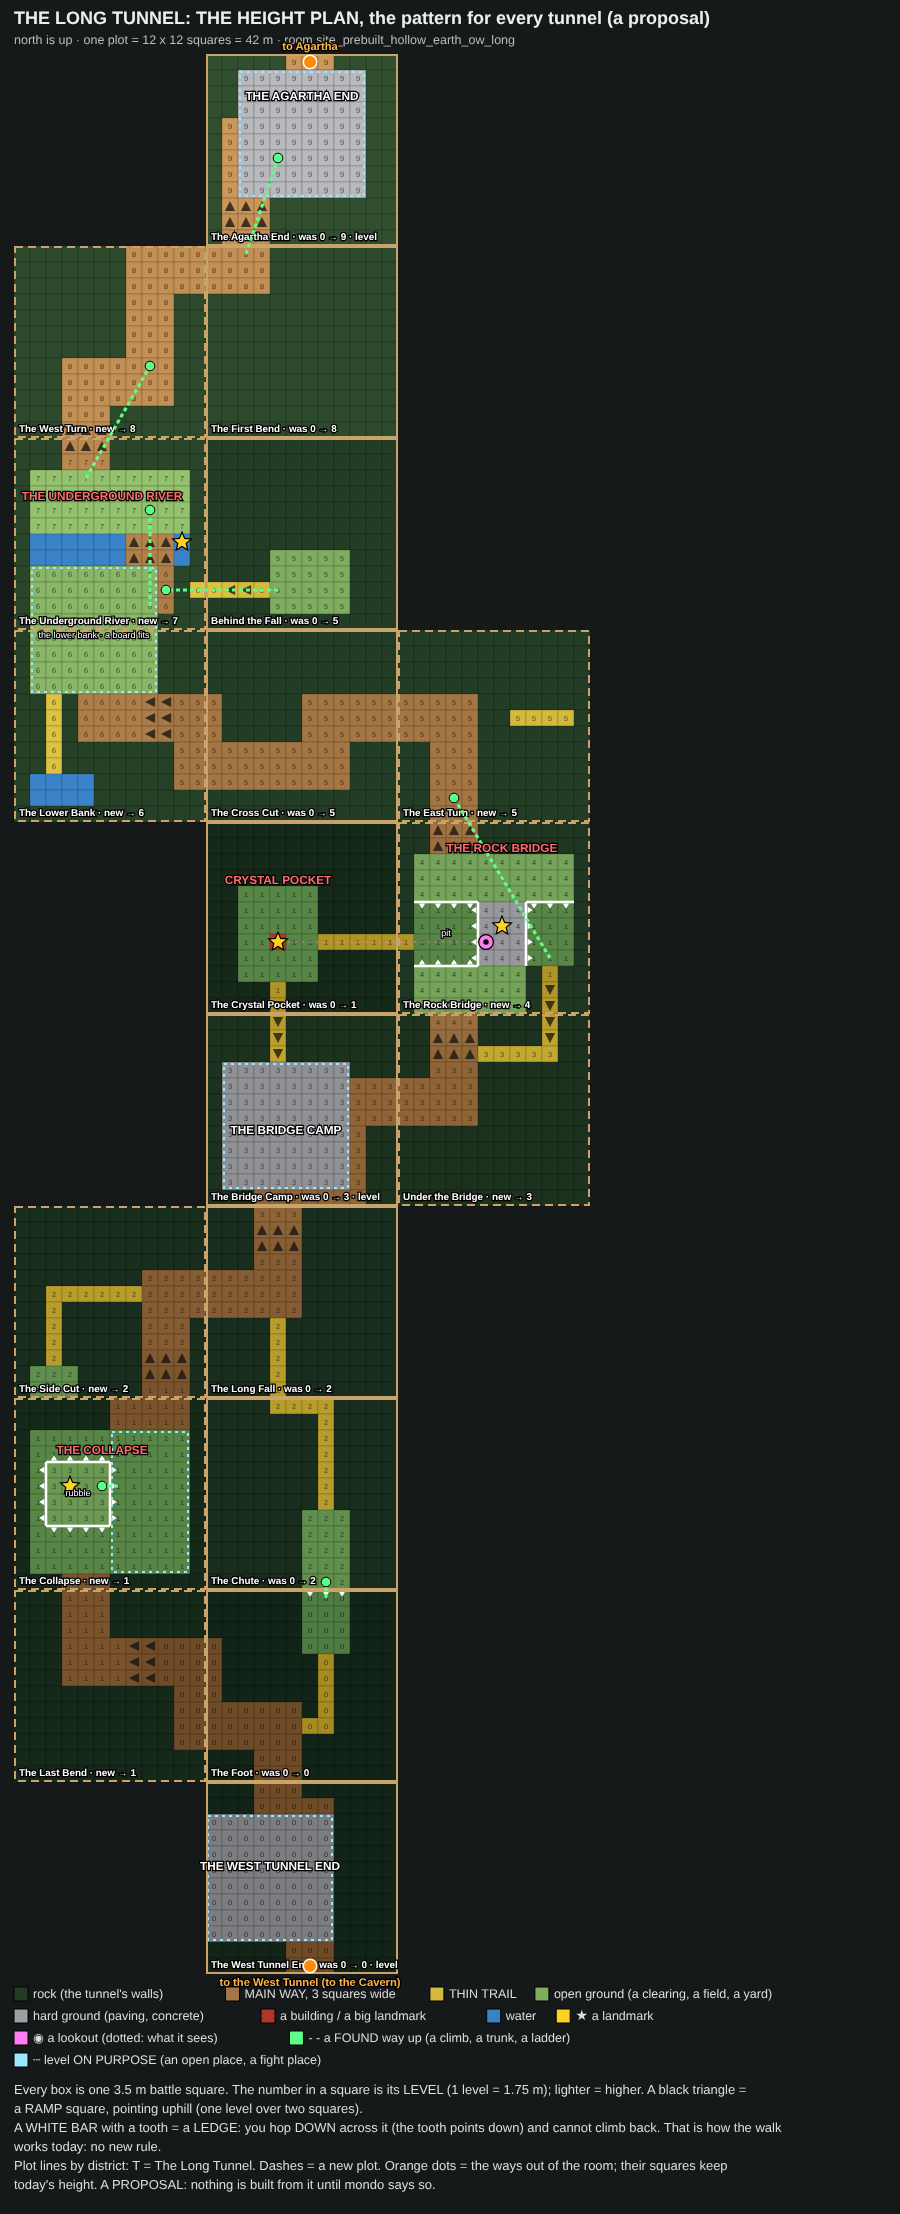 THE LONG TUNNEL: THE HEIGHT PLAN, the pattern for every tunnel (a proposal)
north is up · one plot = 12 x 12 squares = 42 m · room site_prebuilt_hollow_earth_ow_long
to Agartha
THE AGARTHA END
The Agartha End · was 0 → 9 · level
The West Turn · new → 8
The First Bend · was 0 → 8
THE UNDERGROUND RIVER
The Underground River · new → 7
Behind the Fall · was 0 → 5
the lower bank - a board fits
The Lower Bank · new → 6
The Cross Cut · was 0 → 5
The East Turn · new → 5
THE ROCK BRIDGE
CRYSTAL POCKET
pit
The Crystal Pocket · was 0 → 1
The Rock Bridge · new → 4
THE BRIDGE CAMP
The Bridge Camp · was 0 → 3 · level
Under the Bridge · new → 3
The Side Cut · new → 2
The Long Fall · was 0 → 2
THE COLLAPSE
rubble
The Collapse · new → 1
The Chute · was 0 → 2
The Last Bend · new → 1
The Foot · was 0 → 0
THE WEST TUNNEL END
The West Tunnel En was 0 → 0 · level
to the West Tunnel (to the Cavern)
rock (the tunnel's walls)
MAIN WAY, 3 squares wide
THIN TRAIL
open ground (a clearing, a field, a yard)
hard ground (paving, concrete)
a building / a big landmark
water
★ a landmark
◉ a lookout (dotted: what it sees)
- - a FOUND way up (a climb, a trunk, a ladder)
┄ level ON PURPOSE (an open place, a fight place)
Every box is one 3.5 m battle square. The number in a square is its LEVEL (1 level = 1.75 m); lighter = higher. A black triangle =
a RAMP square, pointing uphill (one level over two squares).
A WHITE BAR with a tooth = a LEDGE: you hop DOWN across it (the tooth points down) and cannot climb back. That is how the walk
works today: no new rule.
Plot lines by district: T = The Long Tunnel. Dashes = a new plot. Orange dots = the ways out of the room; their squares keep
today's height. A PROPOSAL: nothing is built from it until mondo says so.